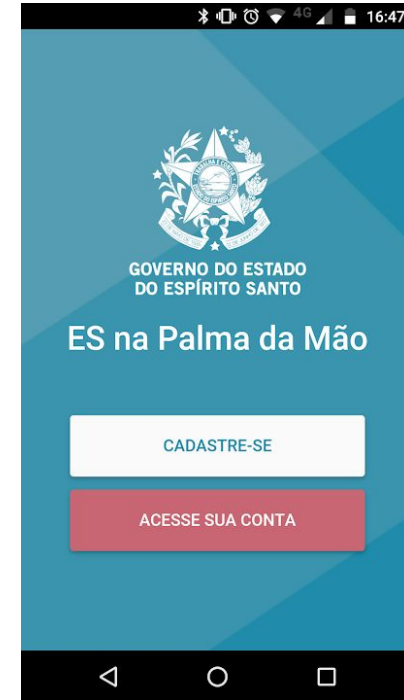 4G
16:47
GOVERNO DO ESTADO
DO ESPÍRITO SANTO
ES na Palma da Mão
CADASTRE-SE
ACESSE SUA CONTA